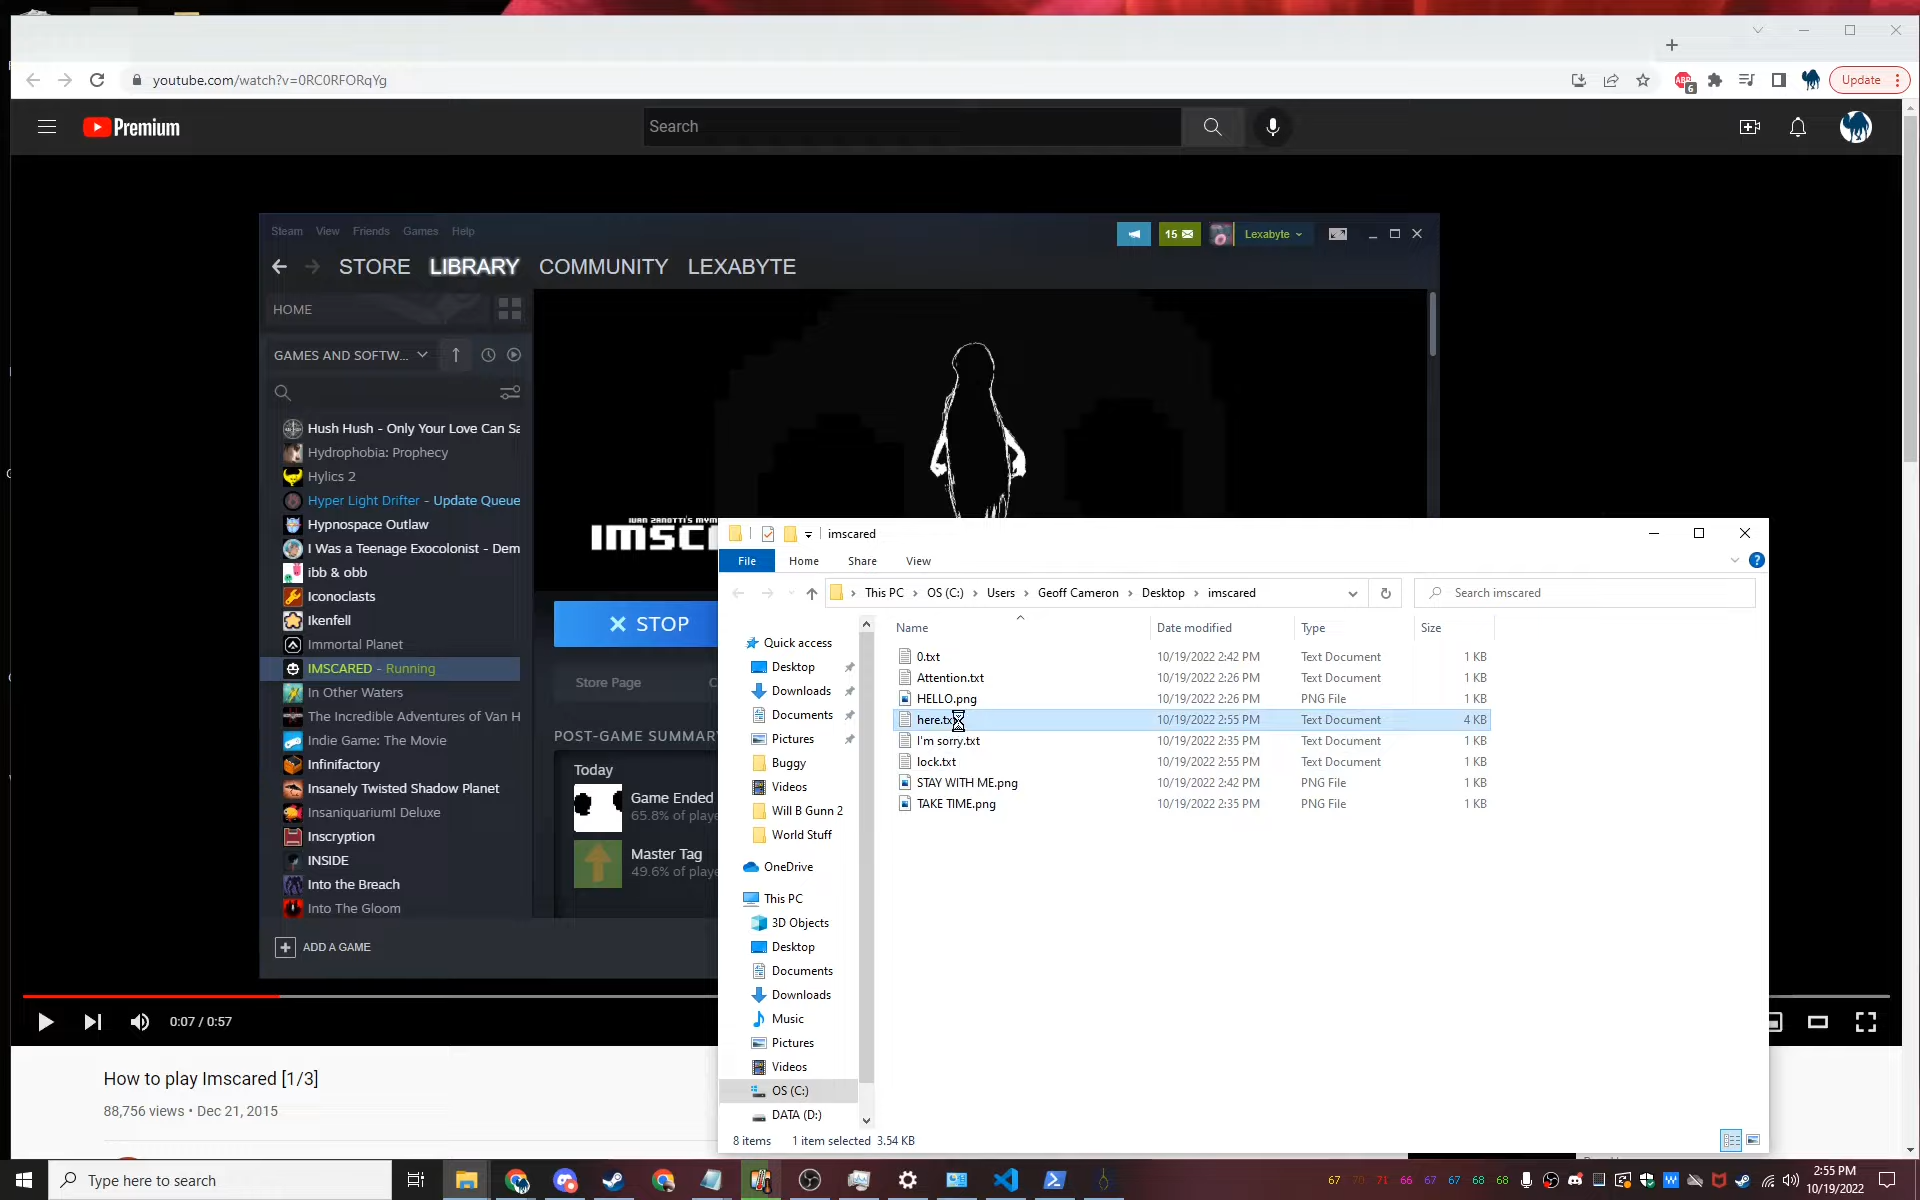 youtube.com/watch?v=0RC0RFORqYg
6
Update
Premium
Search
Steam View Friends Games Help
15
Lexabyte
STORE LIBRARY COMMUNITY LEXABYTE
HOME
GAMES AND SOFTW...
Hush Hush - Only Your Love Can Sa
Hydrophobia: Prophecy
Hylics 2
Hyper Light Drifter - Update Queue
Hypnospace Outlaw
I Was a Teenage Exocolonist - Dem
ibb & obb
Iconoclasts
Ikenfell
Immortal Planet
IMSCARED - Running
In Other Waters
The Incredible Adventures of Van H
Indie Game: The Movie
Infinifactory
Insanely Twisted Shadow Planet
Insaniquarium! Deluxe
Inscryption
INSIDE
Into the Breach
Into The Gloom
ADD A GAME
STOP
Store Page
POST-GAME SUMMAR
Today
Game Ended
65.8% of playe
Master Tag
49.6% of playe
imscared
File Home Share View
This PC OS (C:) Users Geoff Cameron Desktop imscared
Search imscared
Name Date modified Type Size
0.txt 10/19/2022 2:42 PM Text Document 1 KB
Attention.txt 10/19/2022 2:26 PM Text Document 1 KB
HELLO.png 10/19/2022 2:26 PM PNG File 1 KB
here.tx 10/19/2022 2:55 PM Text Document 4 KB
I'm sorry.txt 10/19/2022 2:35 PM Text Document 1 KB
lock.txt 10/19/2022 2:55 PM Text Document 1 KB
STAY WITH ME.png 10/19/2022 2:42 PM PNG File 1 KB
TAKE TIME.png 10/19/2022 2:35 PM PNG File 1 KB
Quick access
Desktop
Downloads
Documents
Pictures
Buggy
Videos
Will B Gunn 2
World Stuff
OneDrive
This PC
3D Objects
Desktop
Documents
Downloads
Music
Pictures
Videos
OS (C:)
DATA (D:)
8 items 1 item selected 3.54 KB
0:07 / 0:57
How to play Imscared [1/3]
88,756 views • Dec 21, 2015
Type here to search
67 70 71 66 67 67 68 68
2:55 PM
10/19/2022